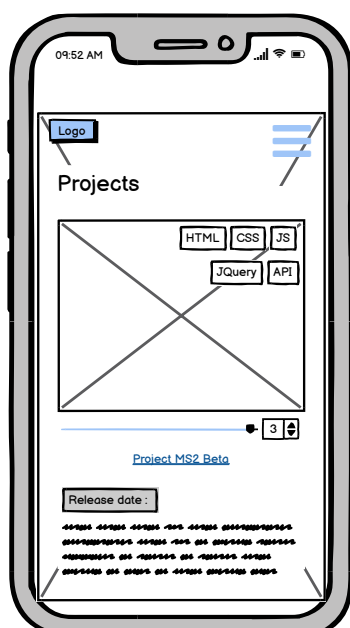 09:52 AM
Logo
Projects
HTML CSS JS
JQuery API
3
Project MS2 Beta
Release date :